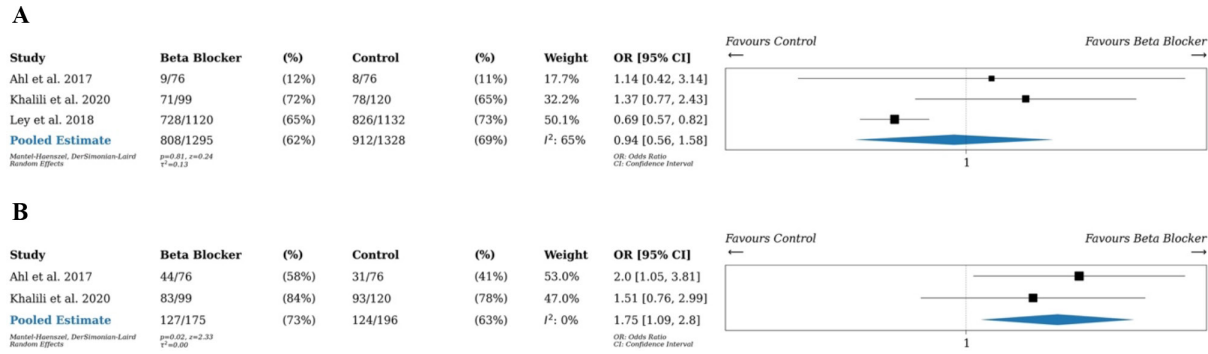 A
Favours Control Favours Beta Blocker
← →
Study Beta Blocker (%) Control (%) Weight OR [95% CI]
Ahl et al. 2017 9/76 (12%) 8/76 (11%) 17.7% 1.14 [0.42, 3.14]
Khalili et al. 2020 71/99 (72%) 78/120 (65%) 32.2% 1.37 [0.77, 2.43]
Ley et al. 2018 728/1120 (65%) 826/1132 (73%) 50.1% 0.69 [0.57, 0.82]
Pooled Estimate 808/1295 (62%) 912/1328 (69%) I²: 65% 0.94 [0.56, 1.58]
Mantel-Haenszel, DerSimonian-Laird p=0.81, z=0.24 OR: Odds Ratio
Random Effects τ²=0.13 CI: Confidence Interval
1
B
Favours Control Favours Beta Blocker
← →
Study Beta Blocker (%) Control (%) Weight OR [95% CI]
Ahl et al. 2017 44/76 (58%) 31/76 (41%) 53.0% 2.0 [1.05, 3.81]
Khalili et al. 2020 83/99 (84%) 93/120 (78%) 47.0% 1.51 [0.76, 2.99]
Pooled Estimate 127/175 (73%) 124/196 (63%) I²: 0% 1.75 [1.09, 2.8]
Mantel-Haenszel, DerSimonian-Laird p=0.02, z=2.33 OR: Odds Ratio
Random Effects τ²=0.00 CI: Confidence Interval
1